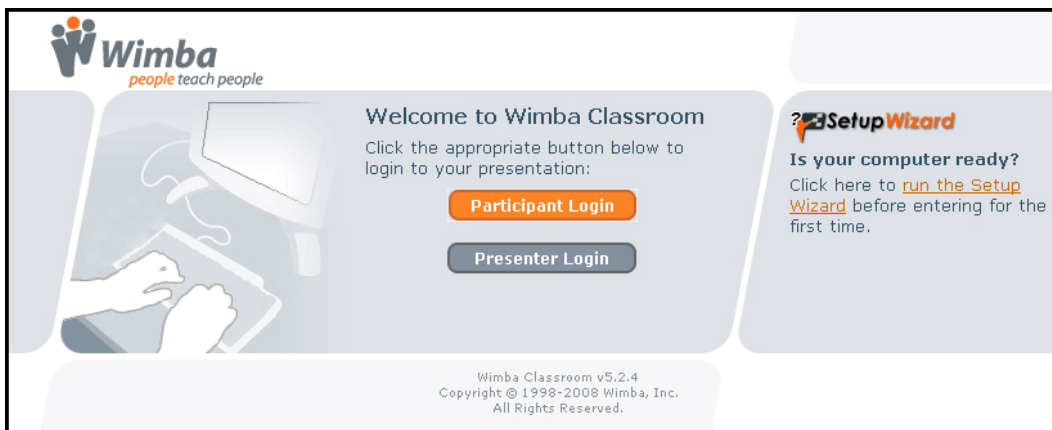 Wimba
people teach people
Welcome to Wimba Classroom
Click the appropriate button below to
login to your presentation:
Participant Login
Presenter Login
?SetupWizard
Is your computer ready?
Click here to run the Setup
Wizard before entering for the
first time.
Wimba Classroom v5.2.4
Copyright © 1998-2008 Wimba, Inc.
All Rights Reserved.